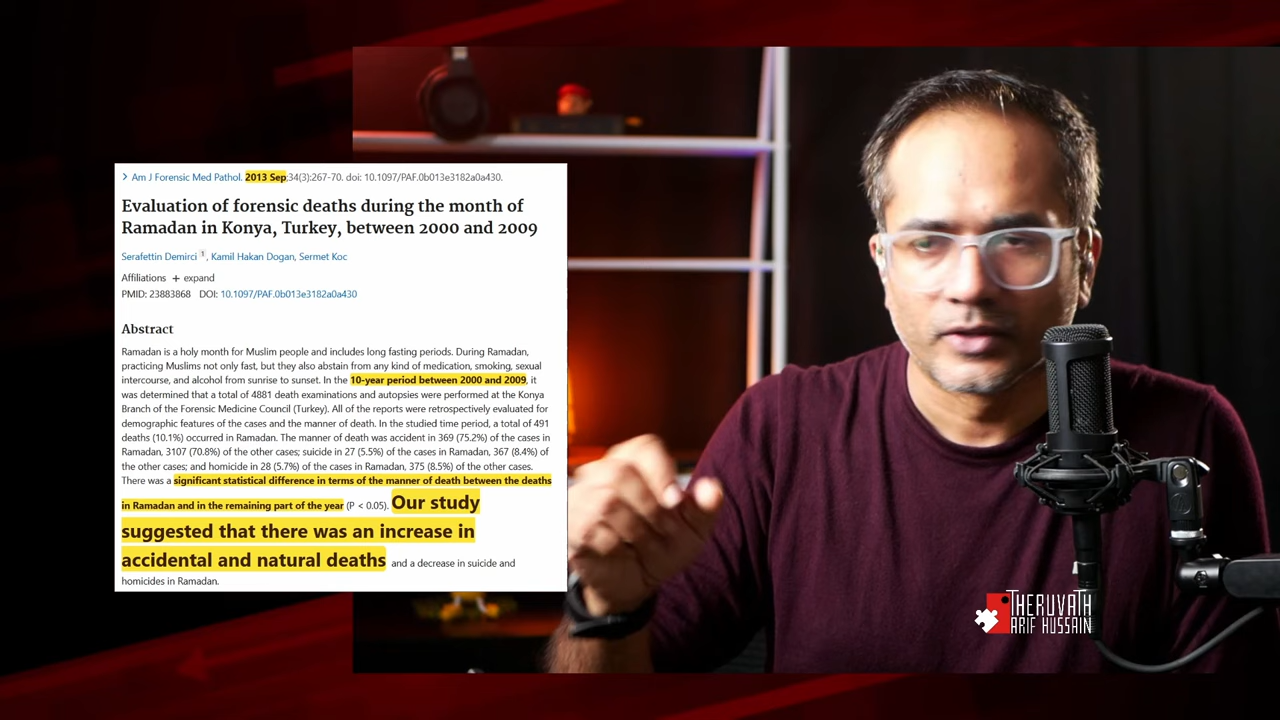 > Am J Forensic Med Pathol. 2013 Sep;34(3):267-70. doi: 10.1097/PAF.0b013e3182a0a430.
Evaluation of forensic deaths during the month of
Ramadan in Konya, Turkey, between 2000 and 2009
Serafettin Demirci 1, Kamil Hakan Dogan, Sermet Koc
Affiliations + expand
PMID: 23883868 DOI: 10.1097/PAF.0b013e3182a0a430
Abstract
Ramadan is a holy month for Muslim people and includes long fasting periods. During Ramadan,
practicing Muslims not only fast, but they also abstain from any kind of medication, smoking, sexual
intercourse, and alcohol from sunrise to sunset. In the 10-year period between 2000 and 2009, it
was determined that a total of 4881 death examinations and autopsies were performed at the Konya
Branch of the Forensic Medicine Council (Turkey). All of the reports were retrospectively evaluated for
demographic features of the cases and the manner of death. In the studied time period, a total of 491
deaths (10.1%) occurred in Ramadan. The manner of death was accident in 369 (75.2%) of the cases in
Ramadan, 3107 (70.8%) of the other cases; suicide in 27 (5.5%) of the cases in Ramadan, 367 (8.4%) of
the other cases; and homicide in 28 (5.7%) of the cases in Ramadan, 375 (8.5%) of the other cases.
There was a significant statistical difference in terms of the manner of death between the deaths
in Ramadan and in the remaining part of the year (P < 0.05). Our study
suggested that there was an increase in
accidental and natural deaths and a decrease in suicide and
homicides in Ramadan.
THERUVATH
ARIF HUSSAIN